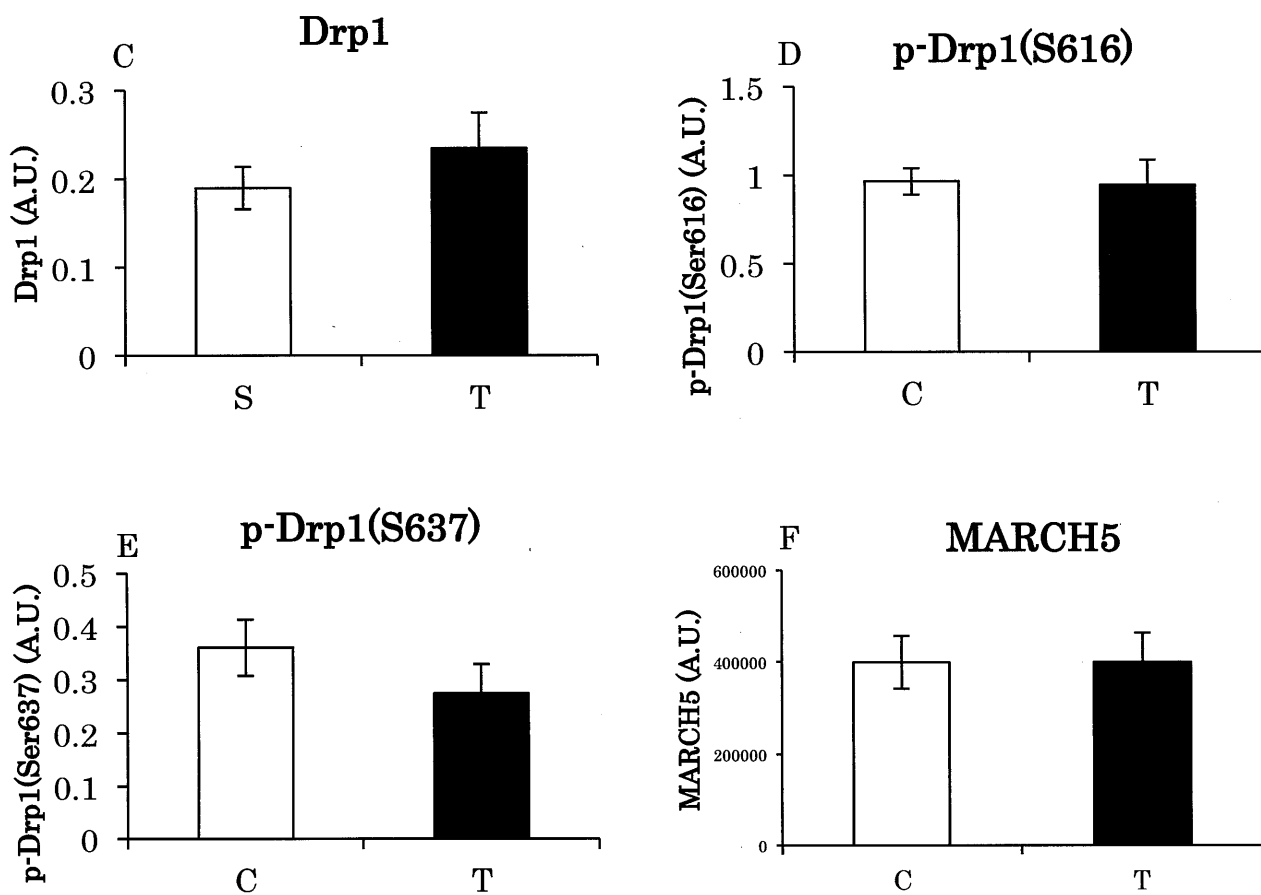 C
Drp1
Drp1 (A.U.)
0.3
0.2
0.1
0
S
T
D
p-Drp1(S616)
p-Drp1(Ser616) (A.U.)
1.5
1
0.5
0
C
T
E
p-Drp1(S637)
p-Drp1(Ser637) (A.U.)
0.5
0.4
0.3
0.2
0.1
0
C
T
F
MARCH5
MARCH5 (A.U.)
600000
400000
200000
0
C
T